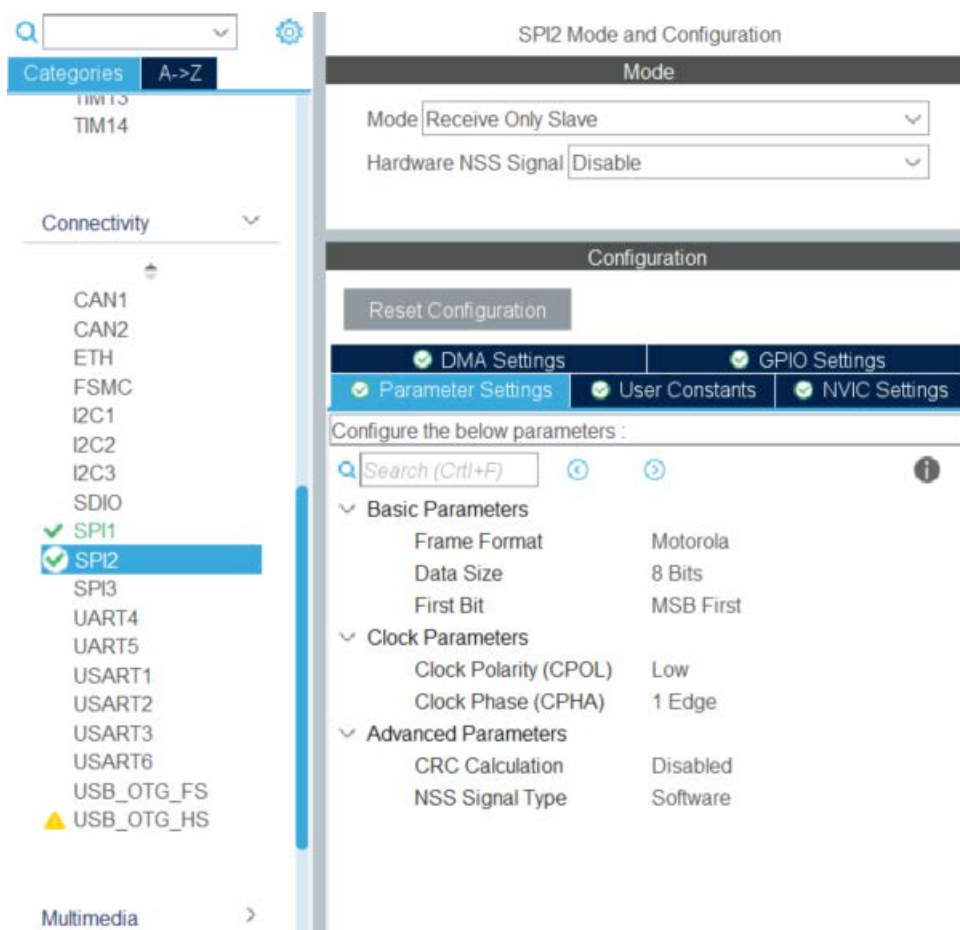 SPI2 Mode and Configuration
Categories
A->Z
TIM13
TIM14
Connectivity
CAN1
CAN2
ETH
FSMC
I2C1
I2C2
I2C3
SDIO
SPI1
SPI2
SPI3
UART4
UART5
USART1
USART2
USART3
USART6
USB_OTG_FS
USB_OTG_HS
Multimedia
Mode
Mode Receive Only Slave
Hardware NSS Signal Disable
Configuration
Reset Configuration
DMA Settings
GPIO Settings
Parameter Settings
User Constants
NVIC Settings
Configure the below parameters :
Search (Crtl+F)
Basic Parameters
Frame Format Motorola
Data Size 8 Bits
First Bit MSB First
Clock Parameters
Clock Polarity (CPOL) Low
Clock Phase (CPHA) 1 Edge
Advanced Parameters
CRC Calculation Disabled
NSS Signal Type Software